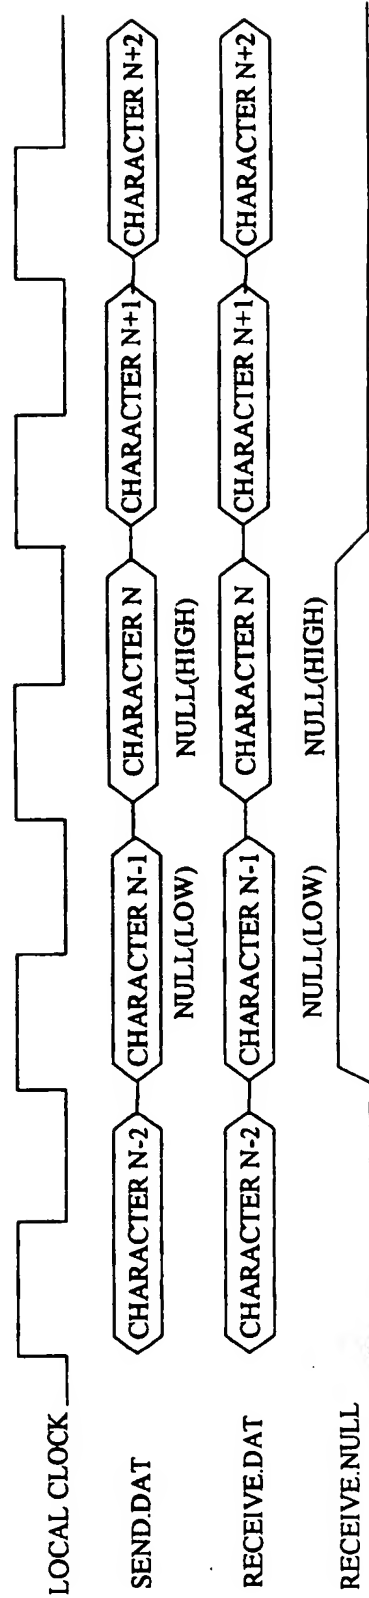 LOCAL CLOCK
SEND.DAT
CHARACTER N-2
CHARACTER N-1
CHARACTER N
CHARACTER N+1
CHARACTER N+2
NULL(LOW)
NULL(HIGH)
RECEIVE.DAT
CHARACTER N-2
CHARACTER N-1
CHARACTER N
CHARACTER N+1
CHARACTER N+2
NULL(LOW)
NULL(HIGH)
RECEIVE.NULL